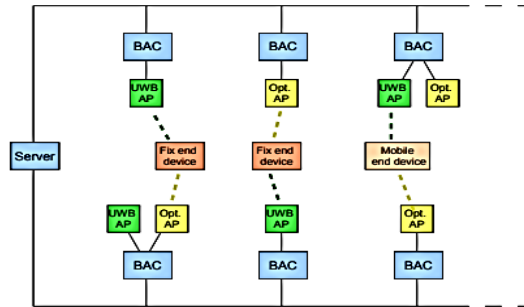 BAC
BAC
BAC
UWB
AP
Opt.
AP
UWB
AP
Opt.
AP
Server
Fix end
device
Fix end
device
Mobile
end device
UWB
AP
Opt.
AP
UWB
AP
Opt.
AP
BAC
BAC
BAC